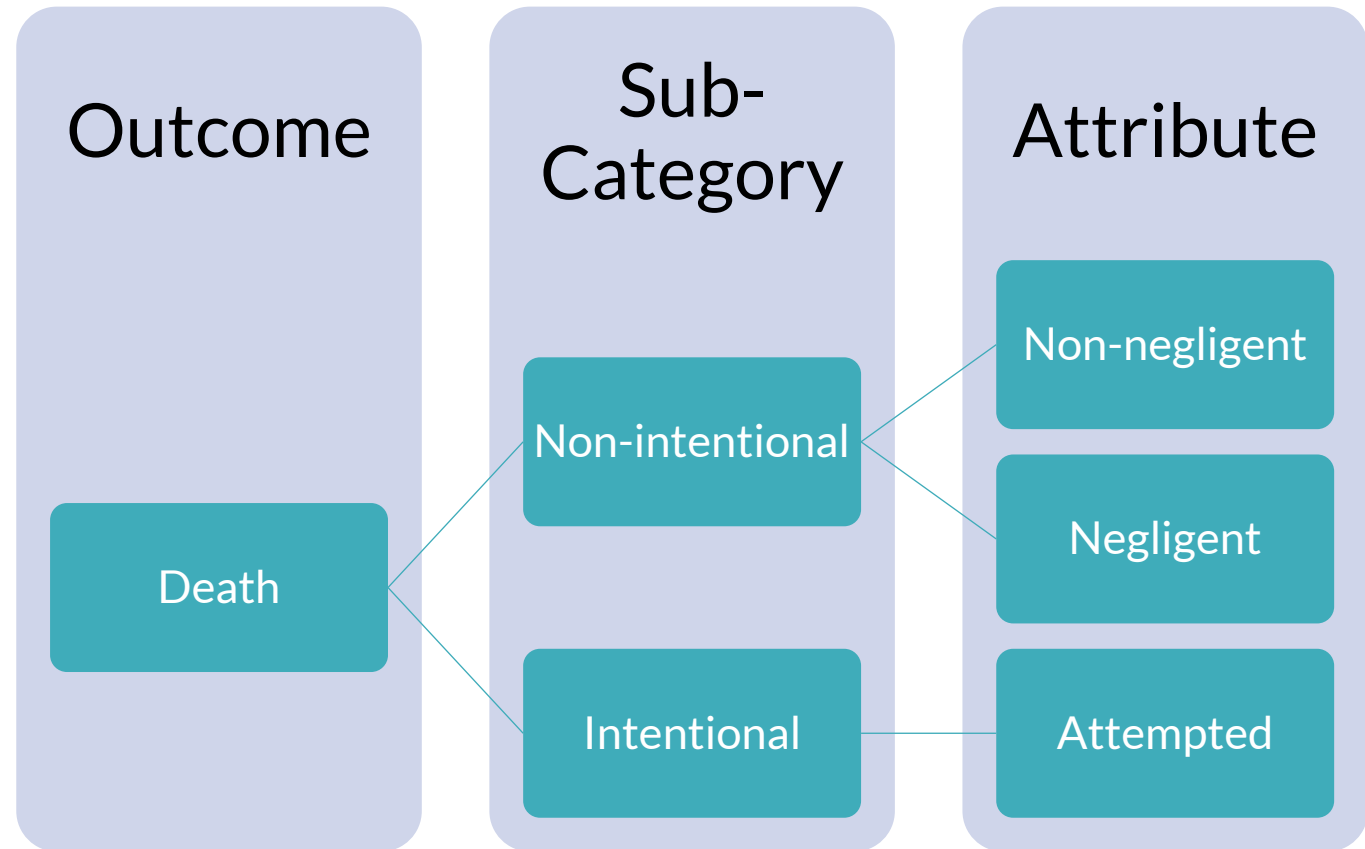 Outcome
Sub-
Category
Attribute
Death
Non-intentional
Intentional
Non-negligent
Negligent
Attempted